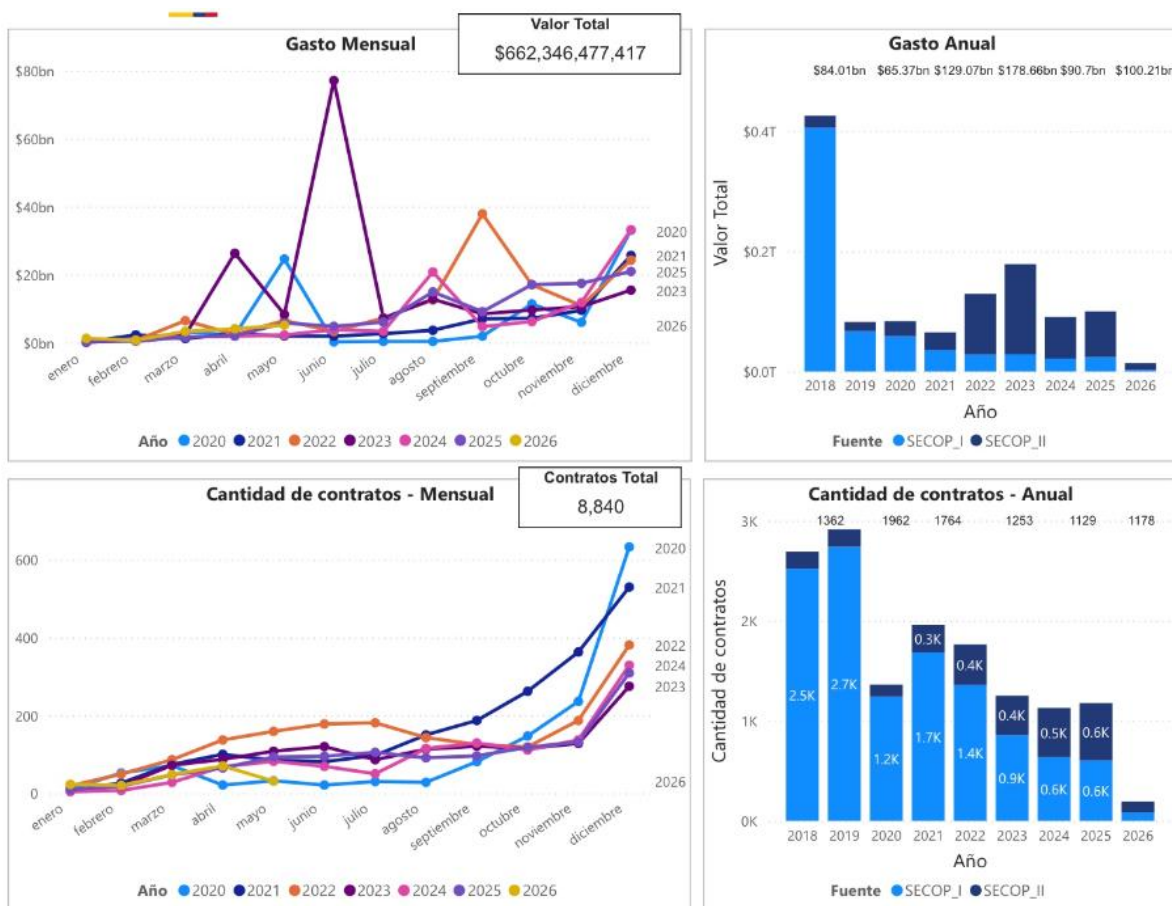 Gasto Mensual
Valor Total
$662,346,477,417
$80bn
$60bn
$40bn
$20bn
$0bn
2020
2021
2025
2023
2026
enero
febrero
marzo
abril
mayo
junio
julio
agosto
septiembre
octubre
noviembre
diciembre
Año 2020 2021 2022 2023 2024 2025 2026
Gasto Anual
$84.01bn $65.37bn $129.07bn $178.66bn $90.7bn $100.21bn
Valor Total
$0.4T
$0.2T
$0.0T
2018 2019 2020 2021 2022 2023 2024 2025 2026
Año
Fuente SECOP_I SECOP_II
Cantidad de contratos - Mensual
Contratos Total
8,840
600
400
200
0
2020
2021
2022
2024
2023
2026
enero
febrero
marzo
abril
mayo
junio
julio
agosto
septiembre
octubre
noviembre
diciembre
Año 2020 2021 2022 2023 2024 2025 2026
Cantidad de contratos - Anual
1362 1962 1764 1253 1129 1178
Cantidad de contratos
3K
2K
1K
0K
2.5K
2.7K
1.2K
0.3K
1.7K
0.4K
1.4K
0.4K
0.9K
0.5K
0.6K
0.6K
0.6K
2018 2019 2020 2021 2022 2023 2024 2025 2026
Año
Fuente SECOP_I SECOP_II